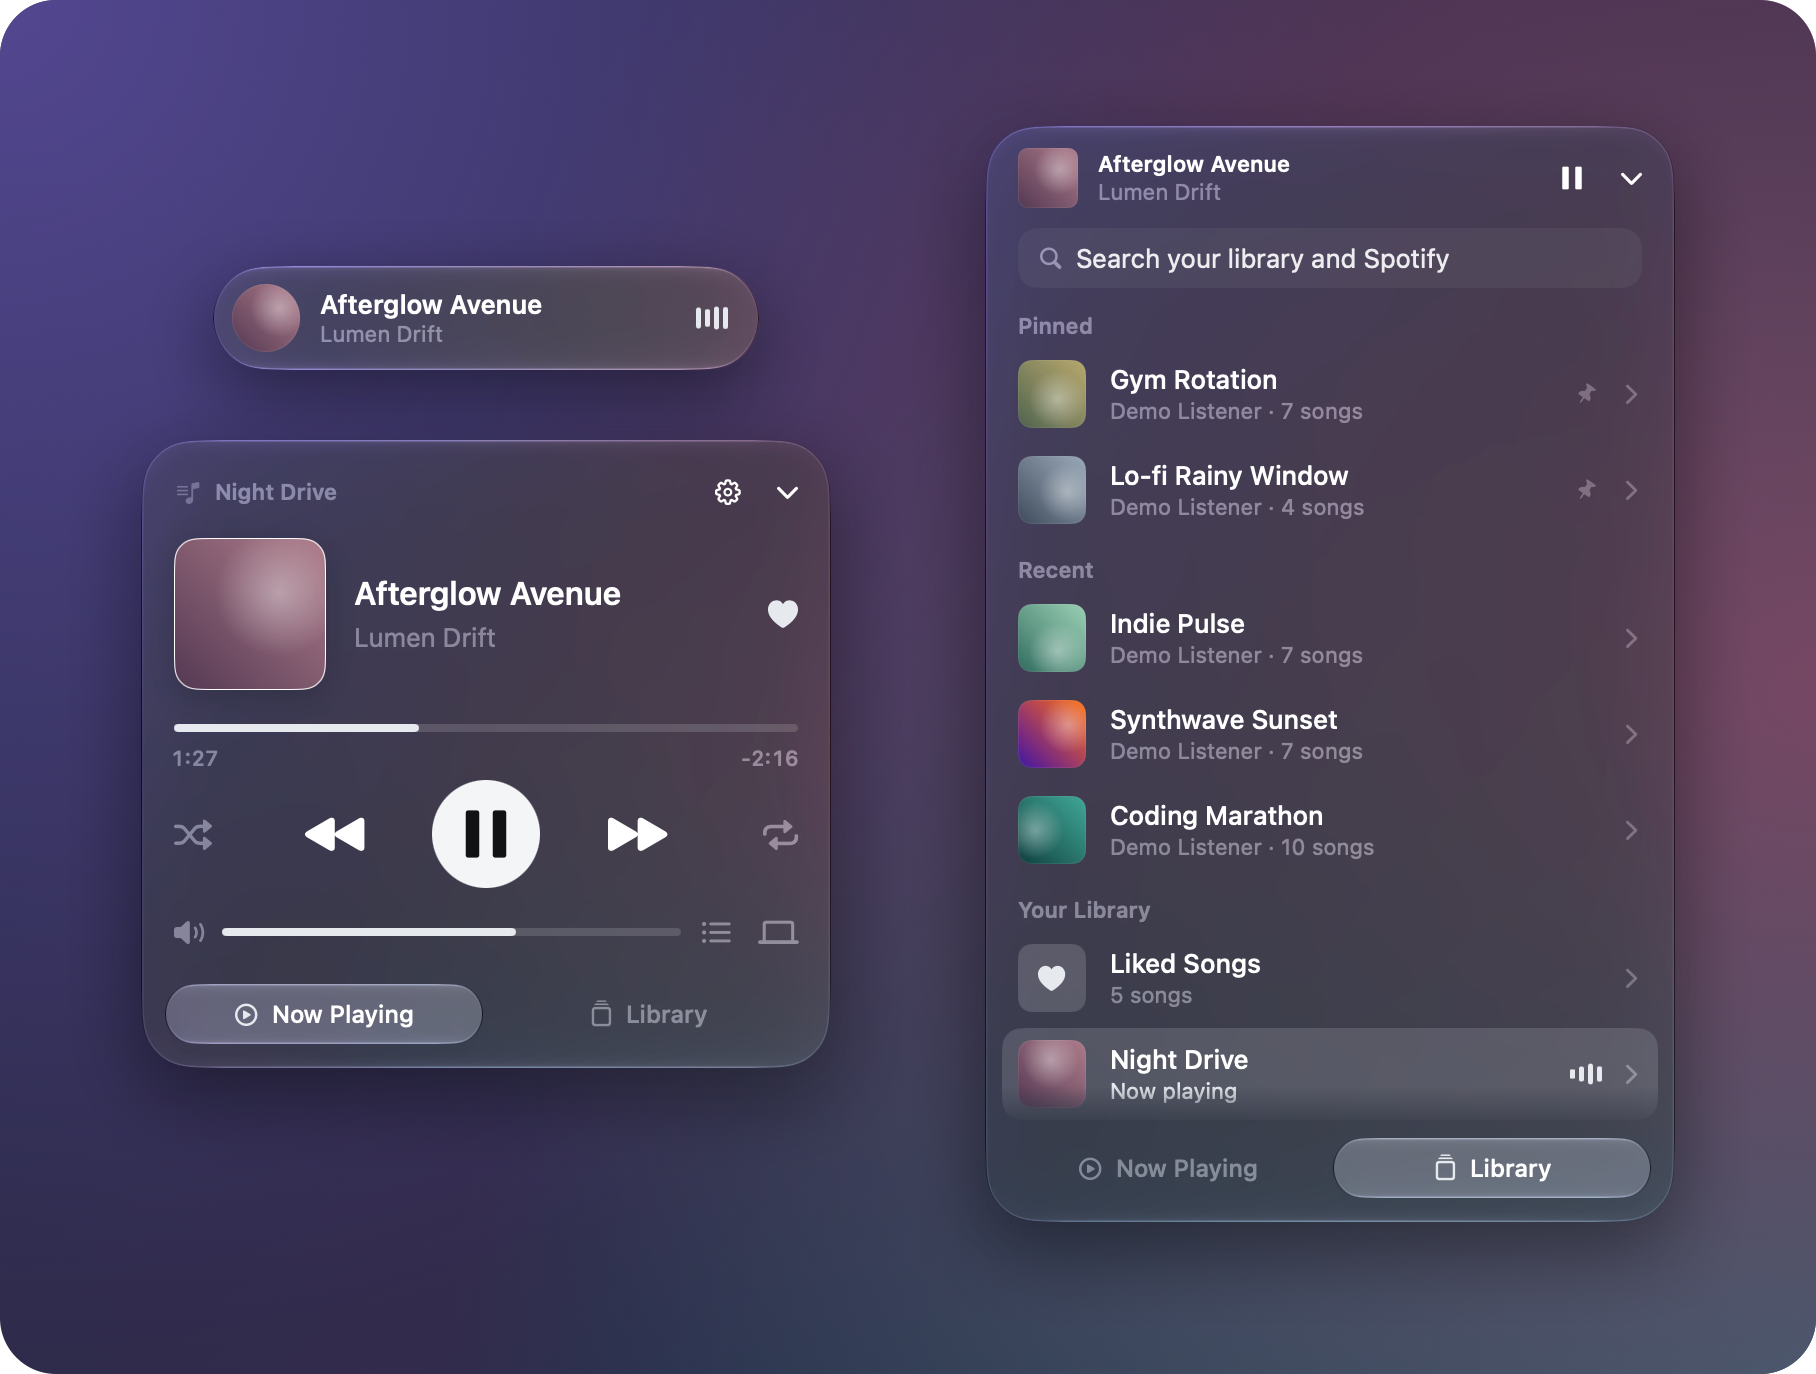 Afterglow Avenue
Lumen Drift
Night Drive
Afterglow Avenue
Lumen Drift
1:27
-2:16
Now Playing
Library
Afterglow Avenue
Lumen Drift
Search your library and Spotify
Pinned
Gym Rotation
Demo Listener · 7 songs
Lo-fi Rainy Window
Demo Listener · 4 songs
Recent
Indie Pulse
Demo Listener · 7 songs
Synthwave Sunset
Demo Listener · 7 songs
Coding Marathon
Demo Listener · 10 songs
Your Library
Liked Songs
5 songs
Night Drive
Now playing
Now Playing
Library